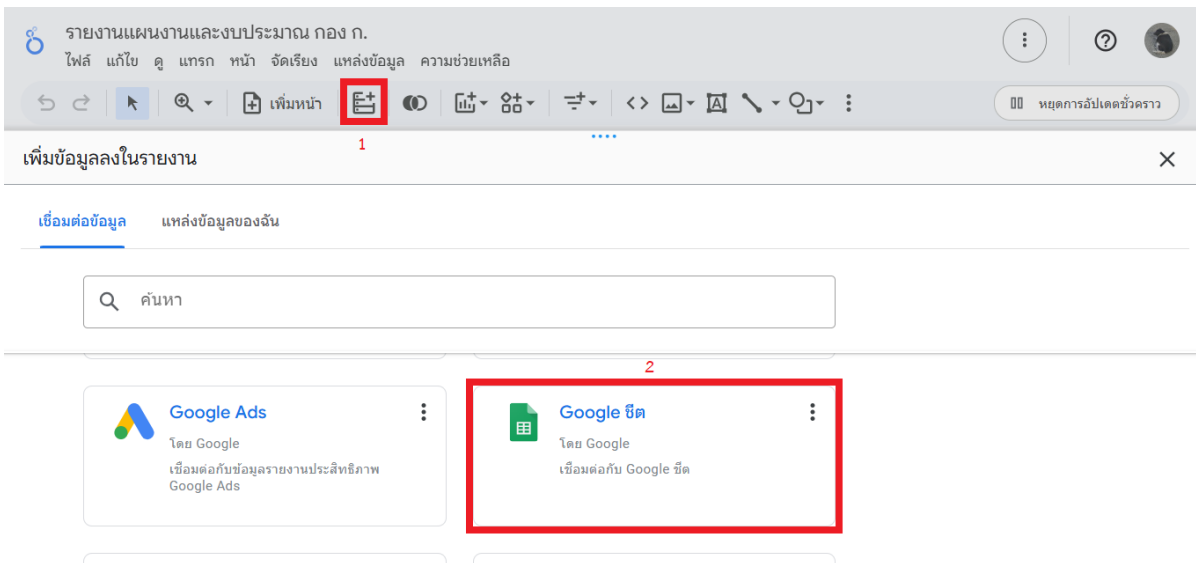 รายงานแผนงานและงบประมาณ กอง ก.
ไฟล์ แก้ไข ดู แทรก หน้า จัดเรียง แหล่งข้อมูล ความช่วยเหลือ
เพิ่มหน้า
หยุดการอัปเดตชั่วคราว
1
เพิ่มข้อมูลลงในรายงาน
เชื่อมต่อข้อมูล แหล่งข้อมูลของฉัน
ค้นหา
2
Google Ads
โดย Google
เชื่อมต่อกับข้อมูลรายงานประสิทธิภาพ
Google Ads
Google ชีต
โดย Google
เชื่อมต่อกับ Google ชีต